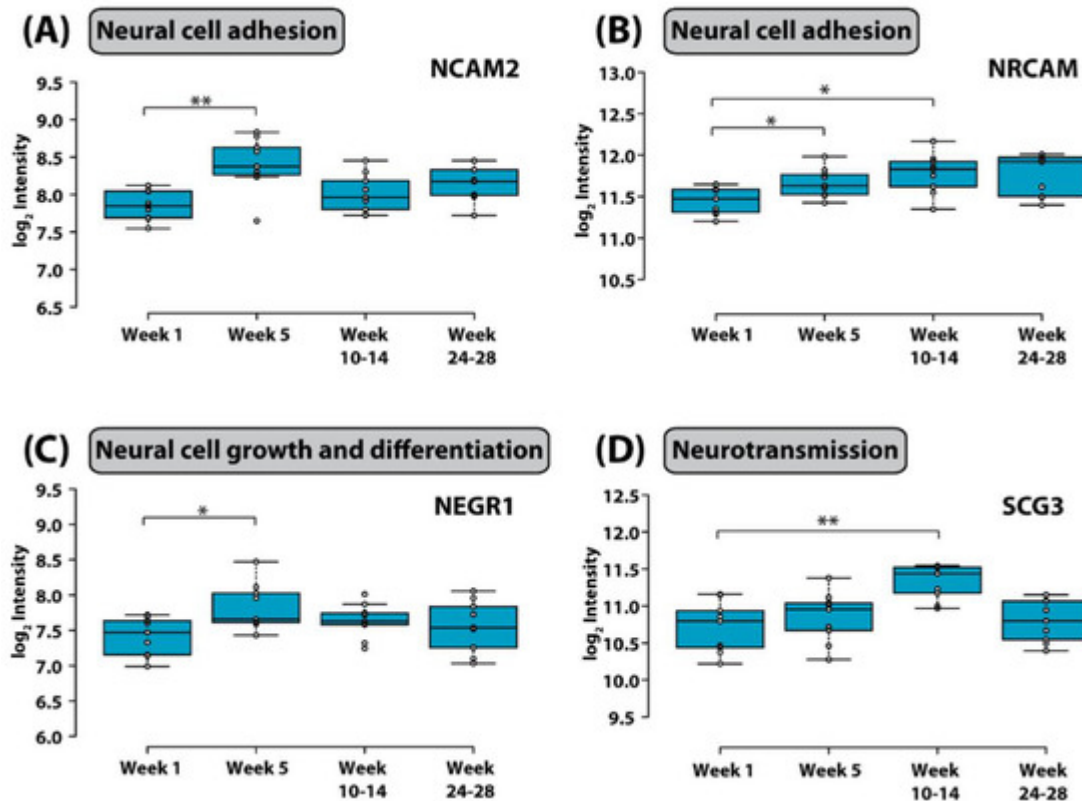 (A) Neural cell adhesion
NCAM2
log₂ Intensity
9.5
9.0
8.5
8.0
7.5
7.0
6.5
**
Week 1
Week 5
Week
10-14
Week
24-28
(B) Neural cell adhesion
NRCAM
log₂ Intensity
13.0
12.5
12.0
11.5
11.0
10.5
*
*
Week 1
Week 5
Week
10-14
Week
24-28
(C) Neural cell growth and differentiation
NEGR1
log₂ Intensity
9.5
9.0
8.5
8.0
7.5
7.0
6.5
6.0
*
Week 1
Week 5
Week
10-14
Week
24-28
(D) Neurotransmission
SCG3
log₂ Intensity
12.5
12.0
11.5
11.0
10.5
10.0
9.5
**
Week 1
Week 5
Week
10-14
Week
24-28